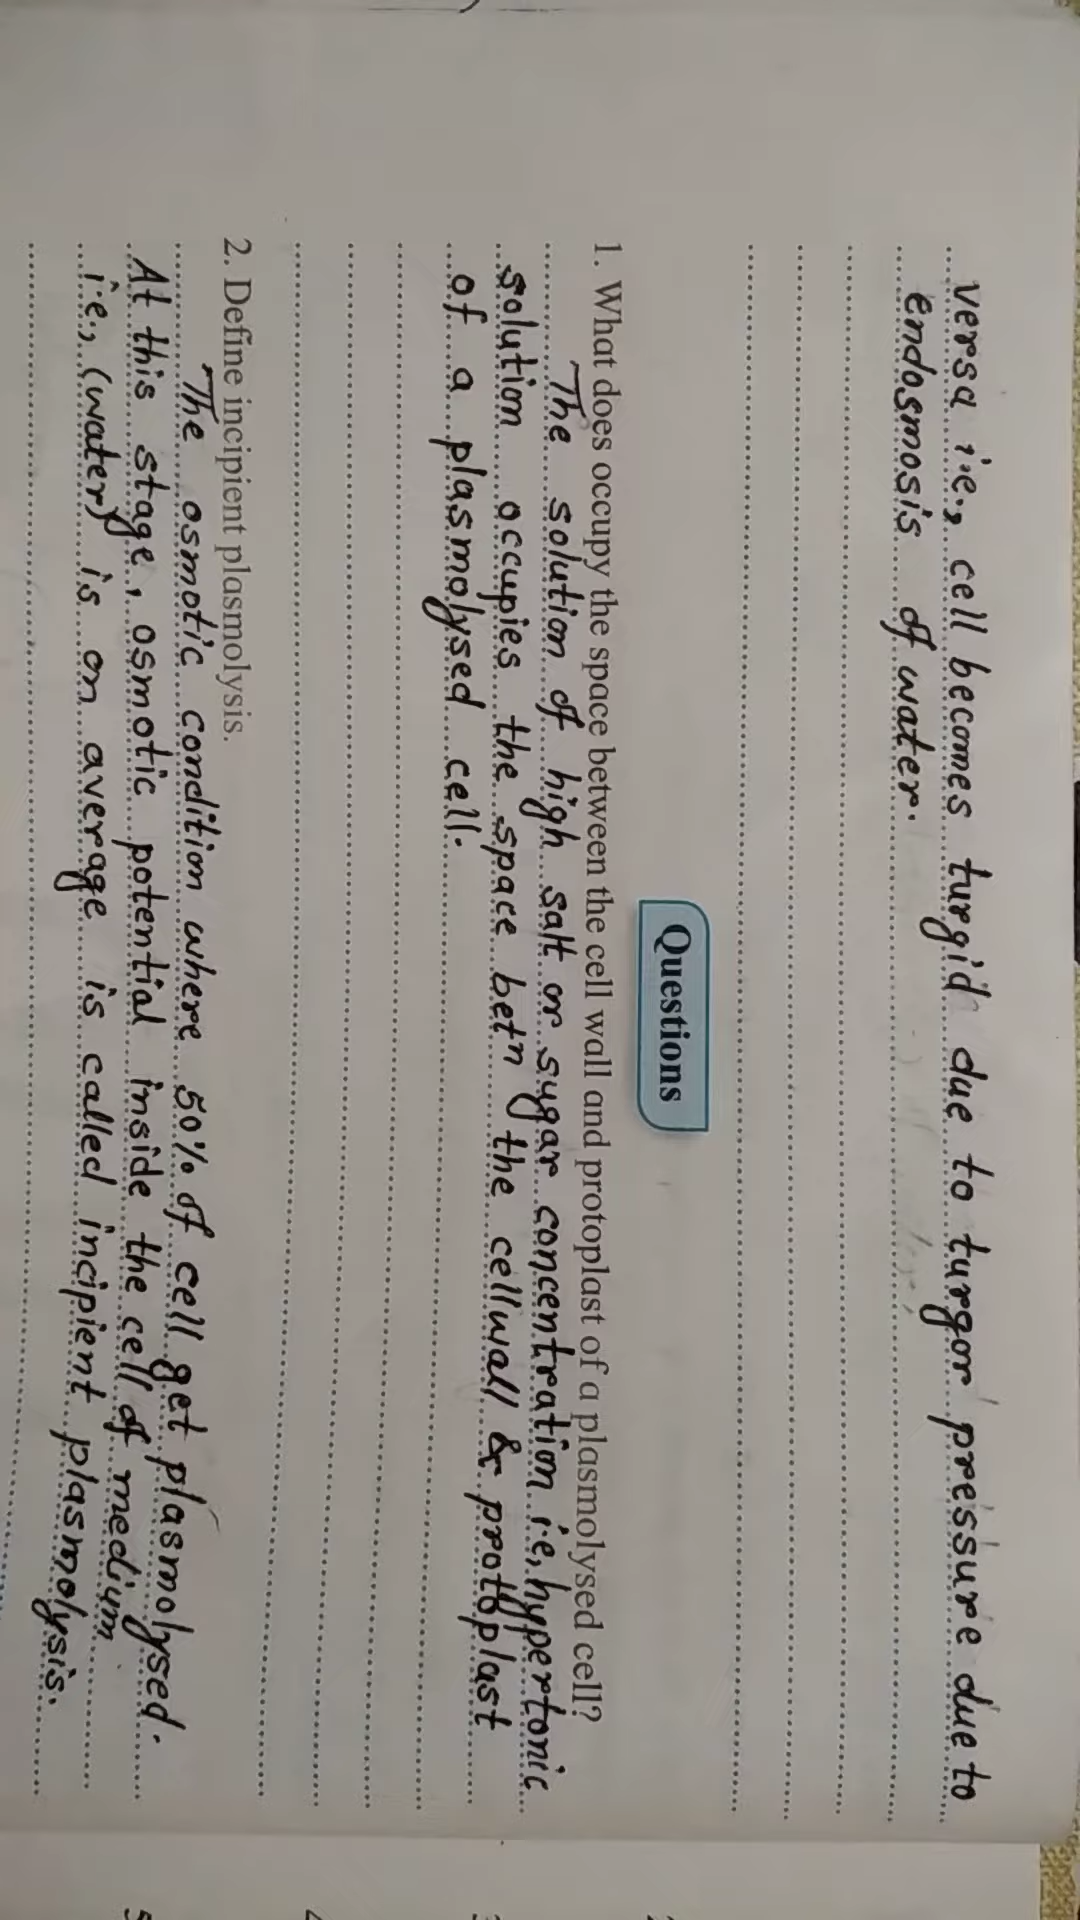 versa i.e., cell becomes turgid due to turgor pressure due to
endosmosis of water.
Questions
1. What does occupy the space between the cell wall and protoplast of a plasmolysed cell?
The solution of high salt or sugar concentration i.e, hypertonic
solution occupies the space betn the cellwall & protoplast
of a plasmolysed cell.
2. Define incipient plasmolysis.
The osmotic condition where 50% of cell get plasmolysed.
At this stage, osmotic potential inside the cell of medium
i.e, (water) is on average is called incipient plasmolysis.